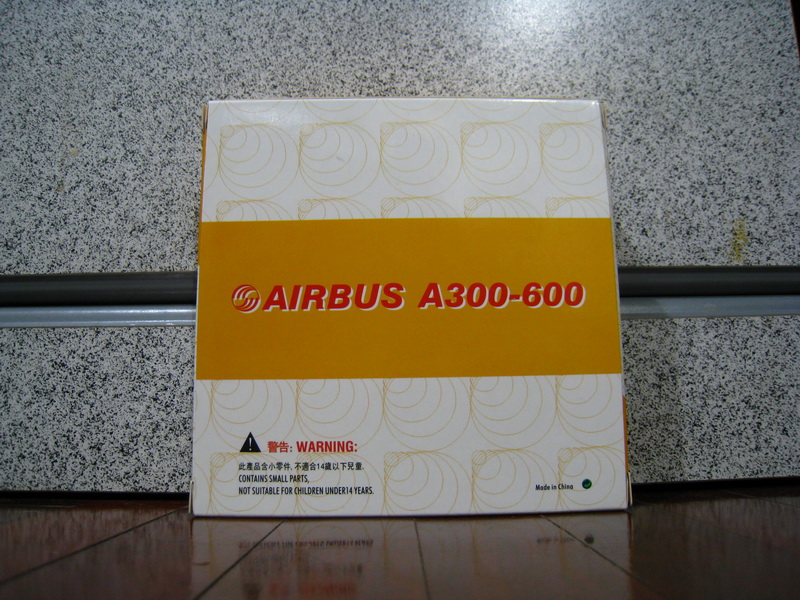 AIRBUS A300-600
警告: WARNING:
此產品含小零件, 不適合14歲以下兒童.
CONTAINS SMALL PARTS,
NOT SUITABLE FOR CHILDREN UNDER14 YEARS.
Made in China